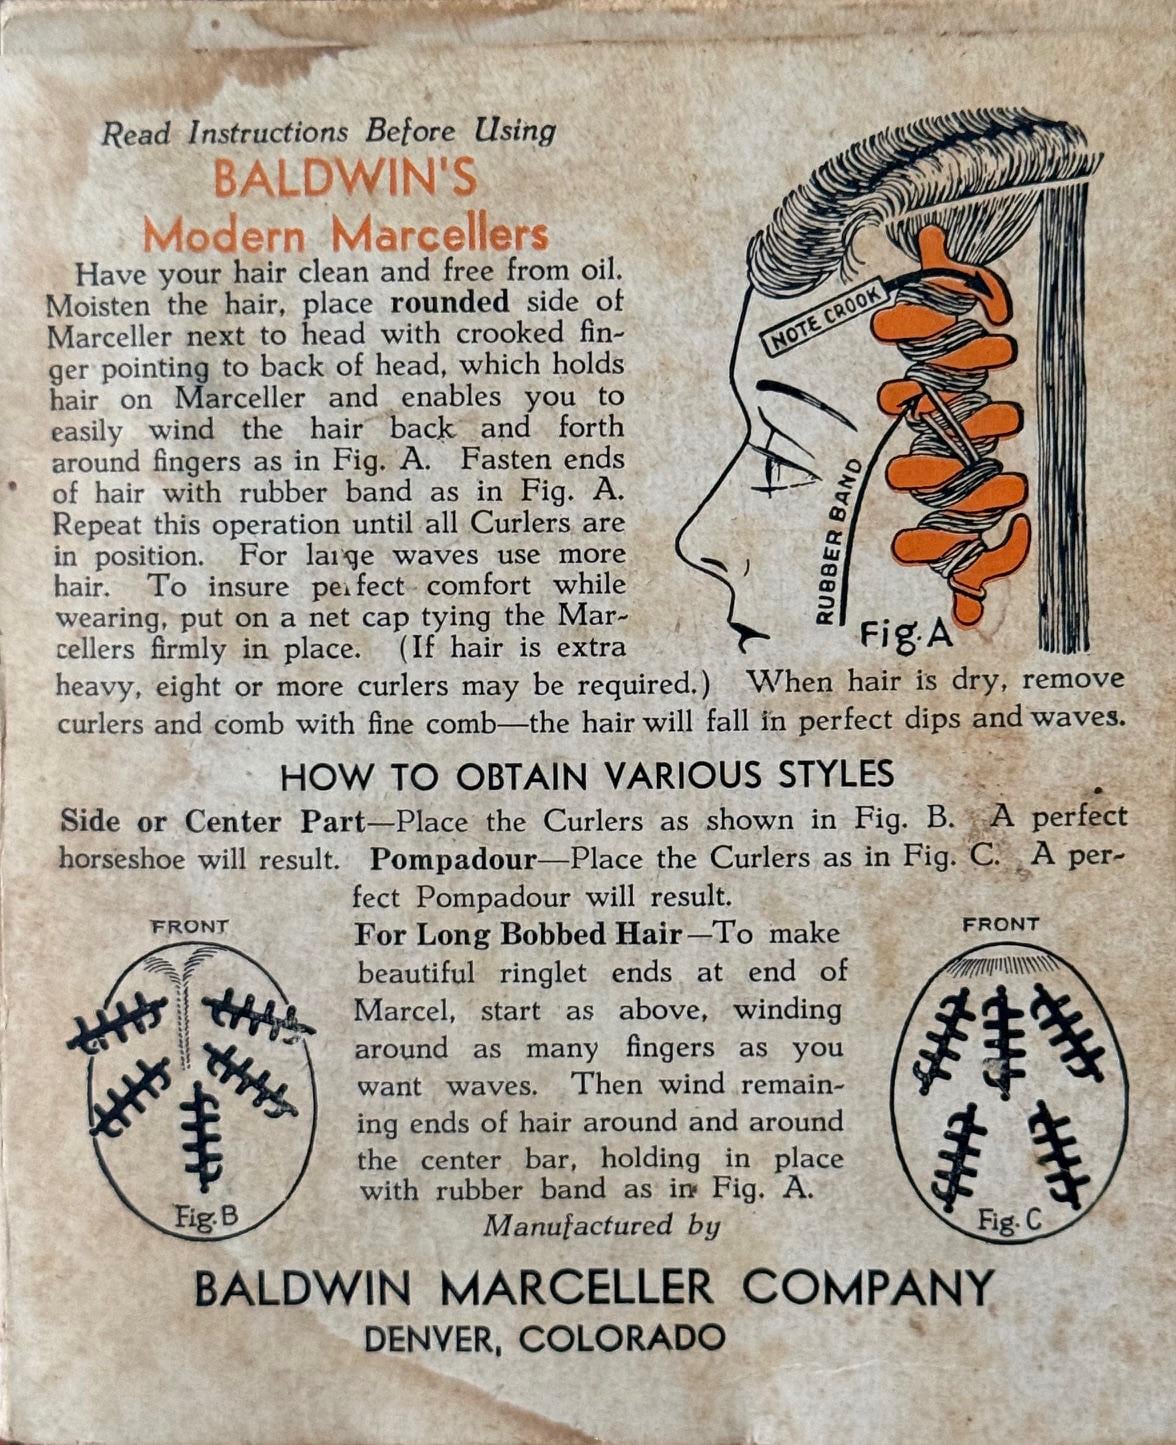 Read Instructions Before Using
BALDWIN'S
Modern Marcellers
Have your hair clean and free from oil.
Moisten the hair, place rounded side of
Marceller next to head with crooked fin-
ger pointing to back of head, which holds
hair on Marceller and enables you to
easily wind the hair back and forth
around fingers as in Fig. A. Fasten ends
of hair with rubber band as in Fig. A.
Repeat this operation until all Curlers are
in position. For large waves use more
hair. To insure perfect comfort while
wearing, put on a net cap tying the Mar-
cellers firmly in place. (If hair is extra
heavy, eight or more curlers may be required.) When hair is dry, remove
curlers and comb with fine comb—the hair will fall in perfect dips and waves.
NOTE CROOK
RUBBER BAND
Fig. A
HOW TO OBTAIN VARIOUS STYLES
Side or Center Part—Place the Curlers as shown in Fig. B. A perfect
horseshoe will result. Pompadour—Place the Curlers as in Fig. C. A per-
fect Pompadour will result.
For Long Bobbed Hair—To make
beautiful ringlet ends at end of
Marcel, start as above, winding
around as many fingers as you
want waves. Then wind remain-
ing ends of hair around and around
the center bar, holding in place
with rubber band as in Fig. A.
FRONT
Fig. B
FRONT
Fig. C
Manufactured by
BALDWIN MARCELLER COMPANY
DENVER, COLORADO